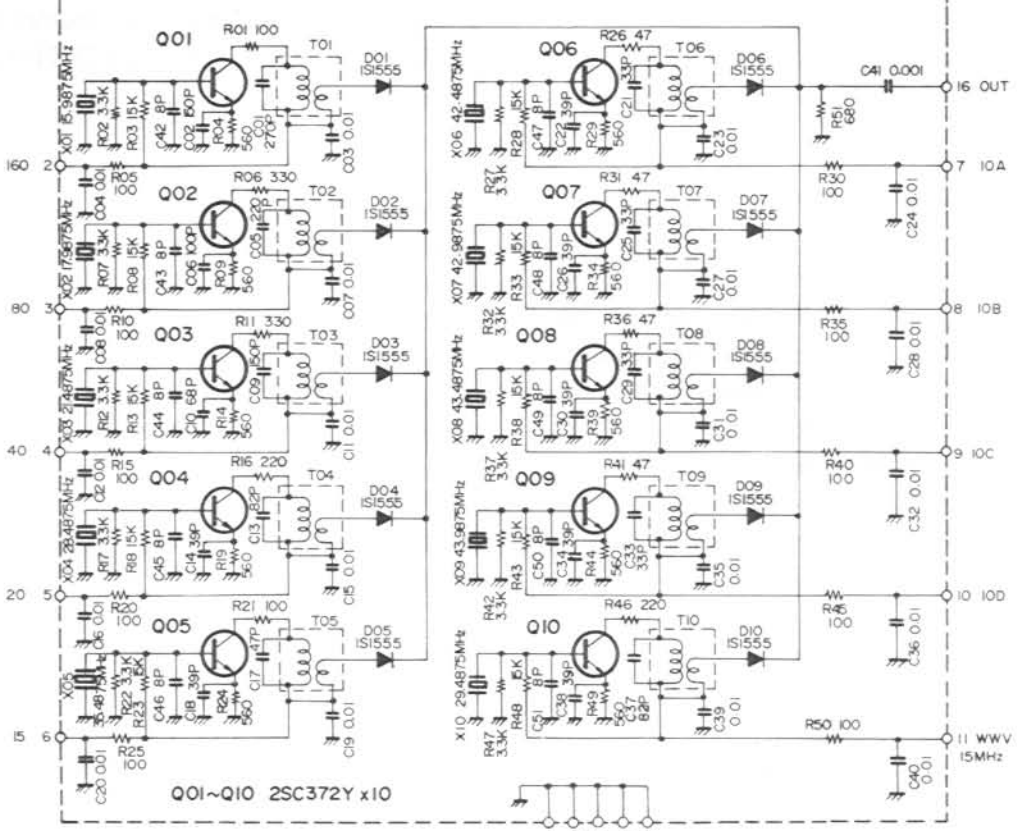 Q01
R01 100
T01
D01
1S1555
X01 15.9875MHz
R02 3.3K
R03 15K
C42 8P
C02 150P
R04
560
C01
270P
C03 0.01
160 2
R05
100
C04 0.01
Q02
R06 330
T02
D02
1S1555
X02 17.9875MHz
R07 3.3K
R08 15K
C43 8P
C06 100P
R09
560
C05 220P
C07 0.01
80 3
R10
100
C08 0.01
Q03
R11 330
T03
D03
1S1555
X03 21.4875MHz
R12 3.3K
R13 15K
C44 8P
C10 68P
R14
560
C09 150P
C11 0.01
40 4
R15
100
C12 0.01
Q04
R16 220
T04
D04
1S1555
X04 28.4875MHz
R17 3.3K
R18 15K
C45 8P
C14 39P
R19
560
C13 82P
C15 0.01
20 5
R20
100
C16 0.01
Q05
R21 100
T05
D05
1S1555
X05
R22 3.3K
R23 15K
C46 8P
C18 39P
R24
560
C17 47P
C19 0.01
15 6
R25
100
C20 0.01
Q01~Q10 2SC372Y x10
Q06
R26 47
T06
D06
1S1555
X06 42.4875MHz
R27
3.3K
R28 15K
C47 8P
C22 39P
R29
560
C21 33P
C23
0.01
C41 0.001
16 OUT
R51
680
7 10A
R30
100
C24 0.01
Q07
R31 47
T07
D07
1S1555
X07 42.9875MHz
R32
3.3K
R33 15K
C48 8P
C26 39P
R34
560
C25 33P
C27
0.01
8 10B
R35
100
C28 0.01
Q08
R36 47
T08
D08
1S1555
X08 43.4875MHz
R37
3.3K
R38 15K
C49 8P
C30 39P
R39
560
C29 33P
C31
0.01
9 10C
R40
100
C32 0.01
Q09
R41 47
T09
D09
1S1555
X09 43.9875MHz
R42
3.3K
R43 15K
C50 8P
C34 39P
R44
560
C33
33P
C35
0.01
10 10D
R45
100
C36 0.01
Q10
R46 220
T10
D10
1S1555
X10 29.4875MHz
R47
3.3K
R48 15K
C51 8P
C38 39P
R49
560
C37
82P
C39
0.01
R50 100
11 WWV
15MHz
C40
0.01